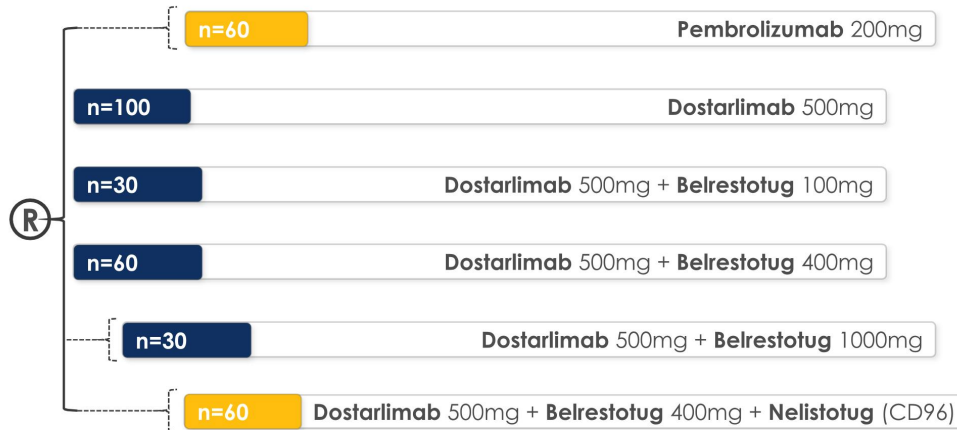 n=60 Pembrolizumab 200mg
n=100 Dostarlimab 500mg
n=30 Dostarlimab 500mg + Belrestotug 100mg
R
n=60 Dostarlimab 500mg + Belrestotug 400mg
n=30 Dostarlimab 500mg + Belrestotug 1000mg
n=60 Dostarlimab 500mg + Belrestotug 400mg + Nelistotug (CD96)